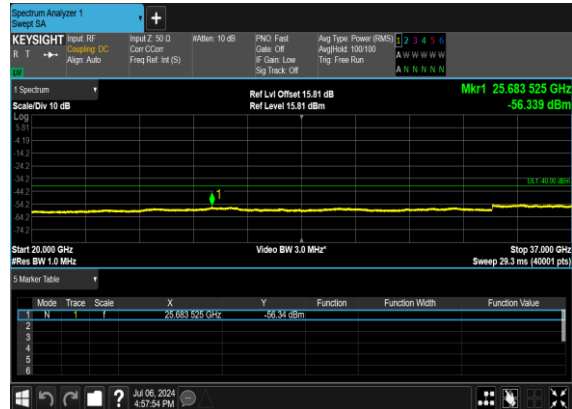 Spectrum Analyzer 1
Swept SA
KEYSIGHT
R T
Input: RF
Coupling: DC
Align: Auto
Input Z: 50 Ω
Corr CCorr
Freq Ref: Int (S)
#Atten: 10 dB
PNO: Fast
Gate: Off
IF Gain: Low
Sig Track: Off
Avg Type: Power (RMS)
Avg|Hold: 100/100
Trig: Free Run
1 2 3 4 5 6
A W W W W W
A N N N N N
1 Spectrum
Scale/Div 10 dB
Ref Lvl Offset 15.81 dB
Ref Level 15.81 dBm
Mkr1 25.683 525 GHz
-56.339 dBm
Log
5.81
-4.19
-14.2
-24.2
-34.2
-44.2
-54.2
-64.2
-74.2
1
Start 20.000 GHz
#Res BW 1.0 MHz
Video BW 3.0 MHz*
Stop 37.000 GHz
Sweep 29.3 ms (40001 pts)
5 Marker Table
Mode Trace Scale X Y Function Function Width Function Value
1 N 1 f 25.683 525 GHz -56.34 dBm
2
3
4
5
6
?
Jul 06, 2024
4:57:54 PM